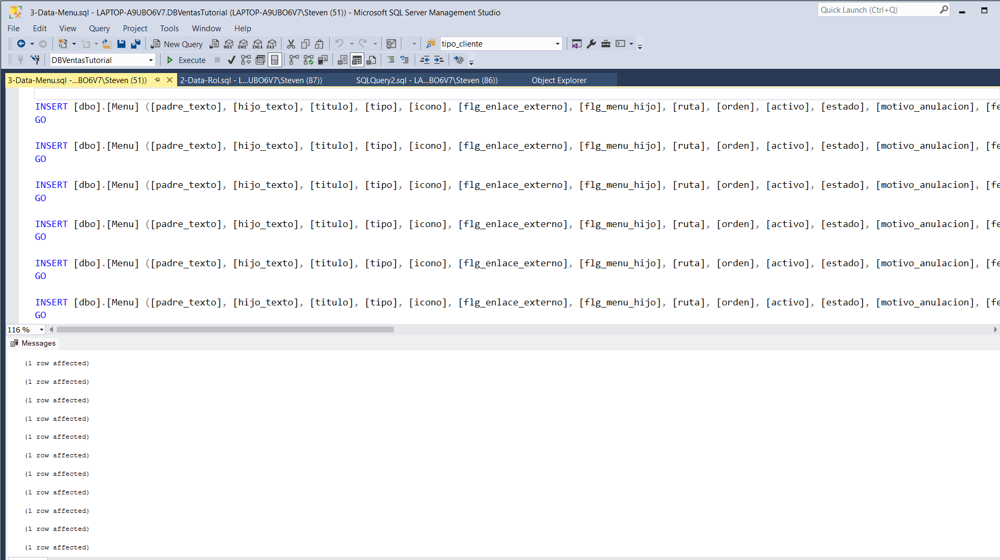 3-Data-Menu.sql - LAPTOP-A9UBO6V7.DBVentasTutorial (LAPTOP-A9UBO6V7\Steven (51)) - Microsoft SQL Server Management Studio
Quick Launch (Ctrl+Q)
File Edit View Query Project Tools Window Help
New Query MDX DMX XMLA DAX tipo_cliente
DBVentasTutorial Execute
3-Data-Menu.sql -...BO6V7\Steven (51)) 2-Data-Rol.sql - L...UBO6V7\Steven (87)) SQLQuery2.sql - LA...BO6V7\Steven (86)) Object Explorer
INSERT [dbo].[Menu] ([padre_texto], [hijo_texto], [titulo], [tipo], [icono], [flg_enlace_externo], [flg_menu_hijo], [ruta], [orden], [activo], [estado], [motivo_anulacion], [fe
GO
INSERT [dbo].[Menu] ([padre_texto], [hijo_texto], [titulo], [tipo], [icono], [flg_enlace_externo], [flg_menu_hijo], [ruta], [orden], [activo], [estado], [motivo_anulacion], [fe
GO
INSERT [dbo].[Menu] ([padre_texto], [hijo_texto], [titulo], [tipo], [icono], [flg_enlace_externo], [flg_menu_hijo], [ruta], [orden], [activo], [estado], [motivo_anulacion], [fe
GO
INSERT [dbo].[Menu] ([padre_texto], [hijo_texto], [titulo], [tipo], [icono], [flg_enlace_externo], [flg_menu_hijo], [ruta], [orden], [activo], [estado], [motivo_anulacion], [fe
GO
INSERT [dbo].[Menu] ([padre_texto], [hijo_texto], [titulo], [tipo], [icono], [flg_enlace_externo], [flg_menu_hijo], [ruta], [orden], [activo], [estado], [motivo_anulacion], [fe
GO
INSERT [dbo].[Menu] ([padre_texto], [hijo_texto], [titulo], [tipo], [icono], [flg_enlace_externo], [flg_menu_hijo], [ruta], [orden], [activo], [estado], [motivo_anulacion], [fe
GO
116 %
Messages
(1 row affected)
(1 row affected)
(1 row affected)
(1 row affected)
(1 row affected)
(1 row affected)
(1 row affected)
(1 row affected)
(1 row affected)
(1 row affected)
(1 row affected)